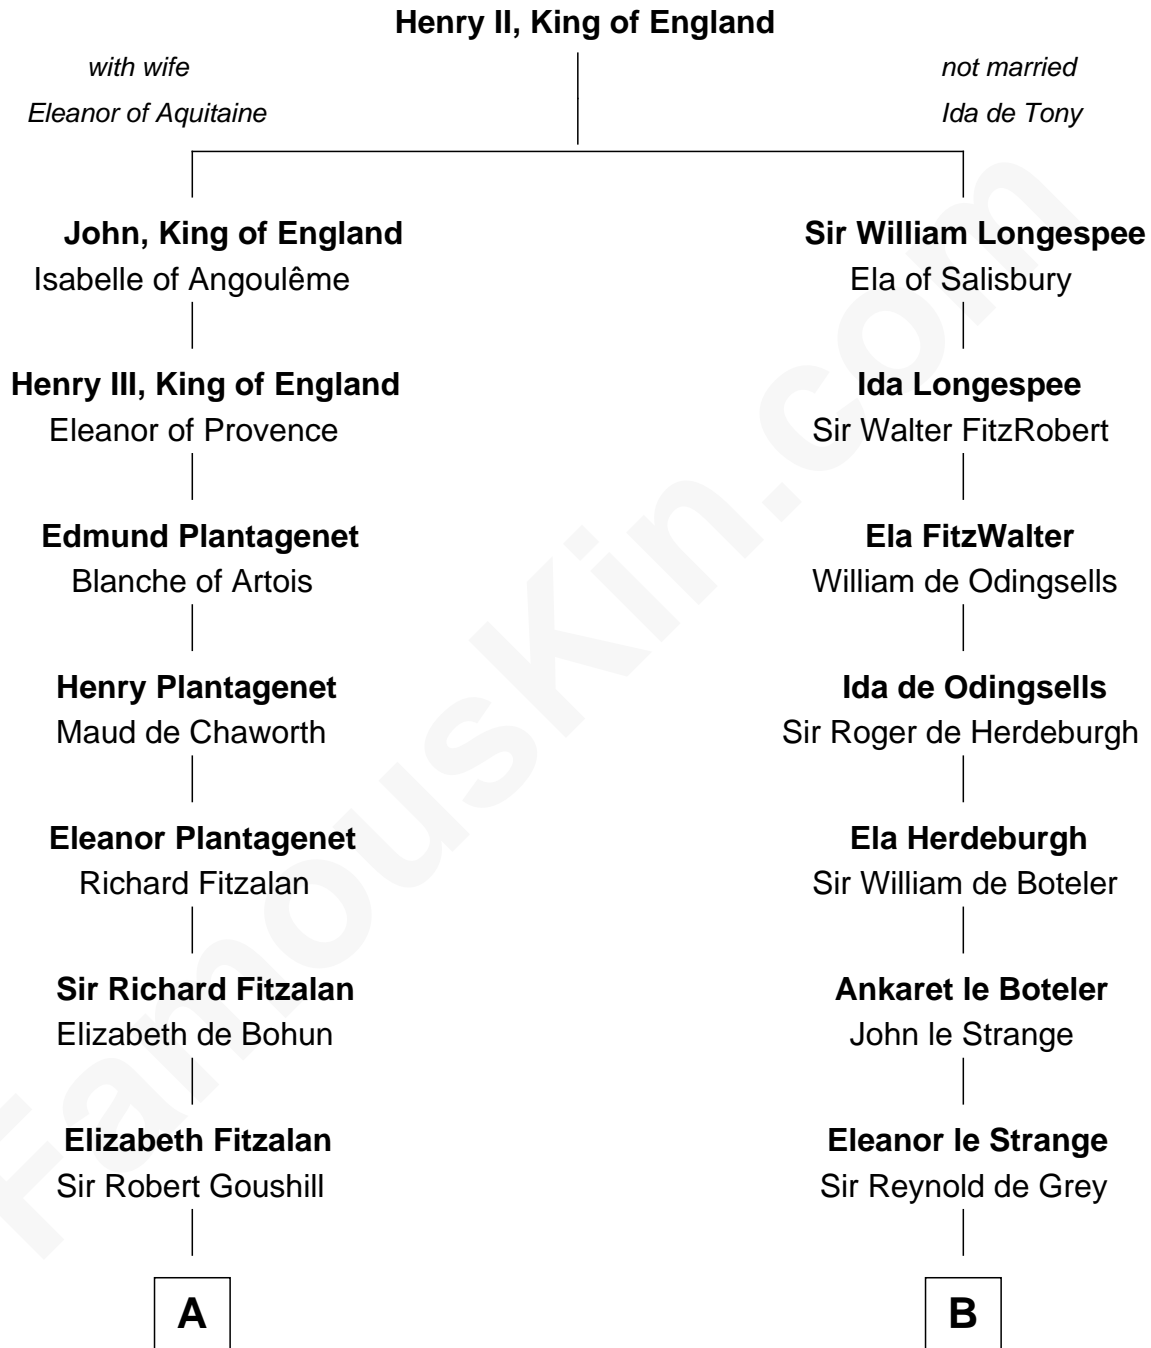 Henry II, King of England
with wife
Eleanor of Aquitaine
not married
Ida de Tony
John, King of England
Isabelle of Angoulême
Sir William Longespee
Ela of Salisbury
Henry III, King of England
Eleanor of Provence
Ida Longespee
Sir Walter FitzRobert
Edmund Plantagenet
Blanche of Artois
Ela FitzWalter
William de Odingsells
Henry Plantagenet
Maud de Chaworth
Ida de Odingsells
Sir Roger de Herdeburgh
Eleanor Plantagenet
Richard Fitzalan
Ela Herdeburgh
Sir William de Boteler
Sir Richard Fitzalan
Elizabeth de Bohun
Ankaret le Boteler
John le Strange
Elizabeth Fitzalan
Sir Robert Goushill
Eleanor le Strange
Sir Reynold de Grey
A
B
FamousKin.com